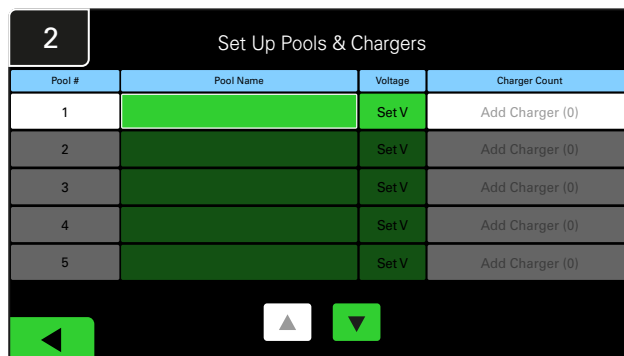 2
Set Up Pools & Chargers
Pool # Pool Name Voltage Charger Count
1 Set V Add Charger (0)
2 Set V Add Charger (0)
3 Set V Add Charger (0)
4 Set V Add Charger (0)
5 Set V Add Charger (0)